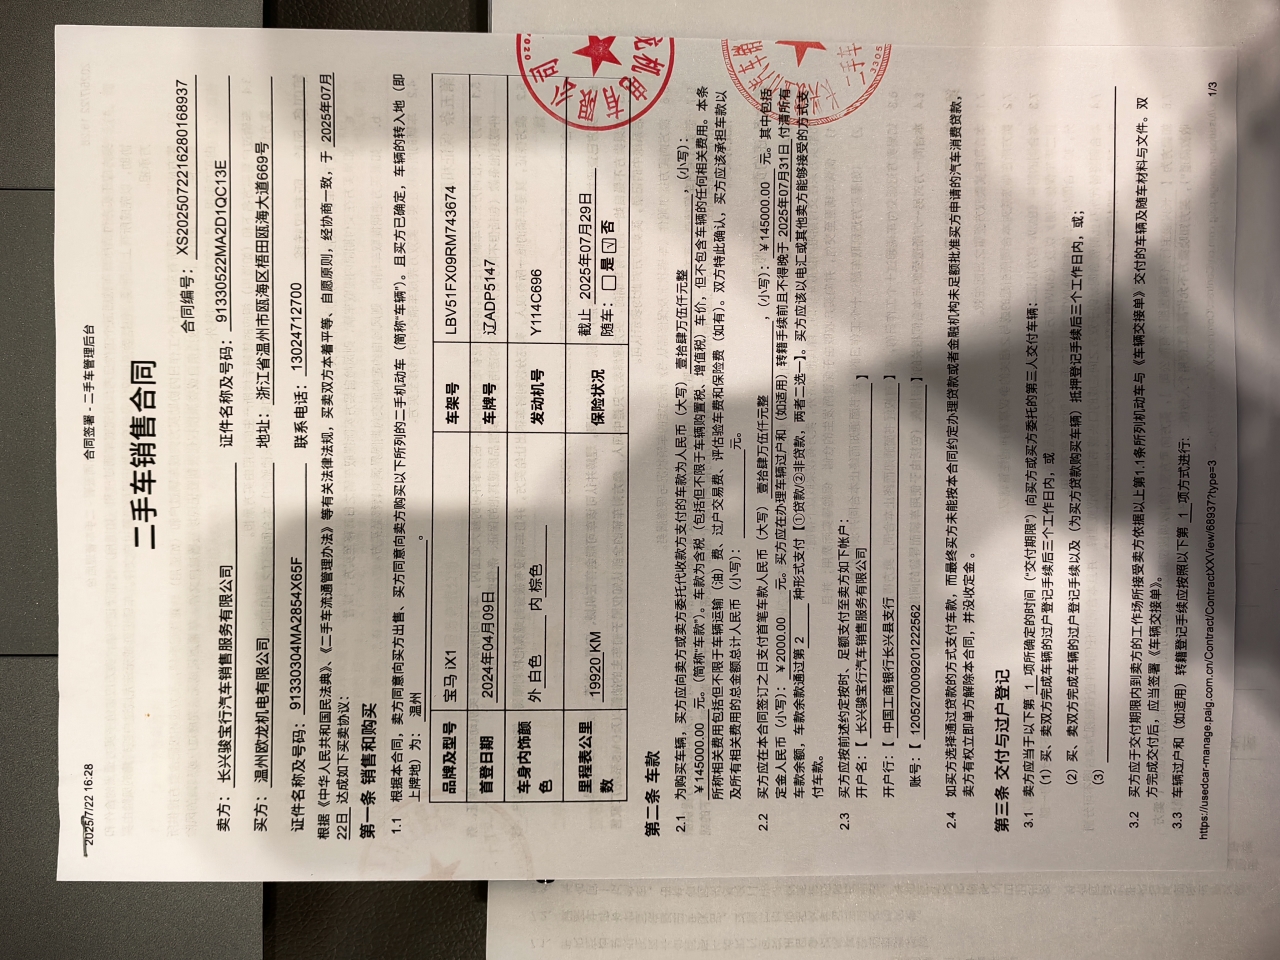 2025/7/22 16:28 合同签署 - 二手车管理后台
二手车销售合同
合同编号： XS202507221628016893​7
卖方： 长兴骏宝行汽车销售服务有限公司 证件名称及号码： 91330522MA2D1QC13E
买方： 温州欧龙机电有限公司 地址： 浙江省温州市瓯海区梧田瓯海大道669号
证件名称及号码： 91330304MA2854X65F 联系电话： 13024712700
根据《中华人民共和国民法典》、《二手车流通管理办法》等有关法律法规，买卖双方本着平等、自愿原则，经协商一致，于 2025年07月
22日 达成如下买卖协议：
第一条 销售和购买
1.1 根据本合同，卖方同意向买方出售、买方同意向卖方购买以下所列的二手机动车（简称“车辆”）。且买方已确定，车辆的转入地（即
上牌地）为： 温州 。
品牌及型号 宝马 iX1 车架号 LBV51FX09RM743674
首登日期 2024年04月09日 车牌号 辽ADP5147
车身内饰颜色 外 白色 内 棕色 发动机号 Y114C696
里程表公里数 19920 KM 保险状况 截止 2025年07月29日
随车： □ 是 ☑ 否
第二条 车款
2.1 为购买车辆，买方应向卖方或卖方委托代收款方支付的车款为人民币（大写） 壹拾肆万伍仟元整 ，（小写）：
￥145000.00 元。（简称“车款”）。车款为含税（包括但不限于车辆购置税、增值税）车价，但不包含车辆的任何相关费用。本条
所称相关费用包括但不限于车辆运输（油）费、过户交易费、评估验车费和保险费（如有）。双方特此确认，买方应该承担车款以
及所有相关费用的总金额总计人民币（小写）： 元。
2.2 买方应在本合同签订之日支付首笔车款人民币（大写） 壹拾肆万伍仟元整 ，（小写）：￥145000.00 元。其中包括
定金人民币（小写）：￥2000.00 元。买方应在办理车辆过户和（如适用）转籍手续前且不得晚于 2025年07月31日 付清所有
车款余额，车款余款通过第 2 种形式支付【①贷款/②非贷款，两者二选一】。买方应该以电汇或其他卖方能够接受的方式支
付车款。
2.3 买方应按前述约定按时、足额支付至卖方如下帐户：
开户名：【 长兴骏宝行汽车销售服务有限公司 】
开户行：【 中国工商银行长兴县支行 】
账号：【 1205270009201222562 】
2.4 如买方选择通过贷款的方式支付车款，而最终买方未能按本合同约定办理贷款或者金融机构未足额批准买方申请的汽车消费贷款，
卖方有权立即单方解除本合同，并没收定金 。
第三条 交付与过户登记
3.1 卖方应当于以下第 1 项所确定的时间（“交付期限”）向买方或买方委托的第三人交付车辆：
（1） 买、卖双方完成车辆的过户登记手续后三个工作日内，或
（2） 买、卖双方完成车辆的过户登记手续以及（为买方贷款购买车辆）抵押登记手续后三个工作日内，或；
（3）
3.2 买方应于交付期限内到卖方的工作场所接受卖方依据以上第1.1条所列机动车与《车辆交接单》交付的车辆及随车材料与文件。双
方完成交付后，应当签署《车辆交接单》。
3.3 车辆过户和（如适用）转籍登记手续应按照以下第 1 项方式进行:
https://usedcar-manage.paig.com.cn/Contract/ContractXXView/68937?type=3 1/3